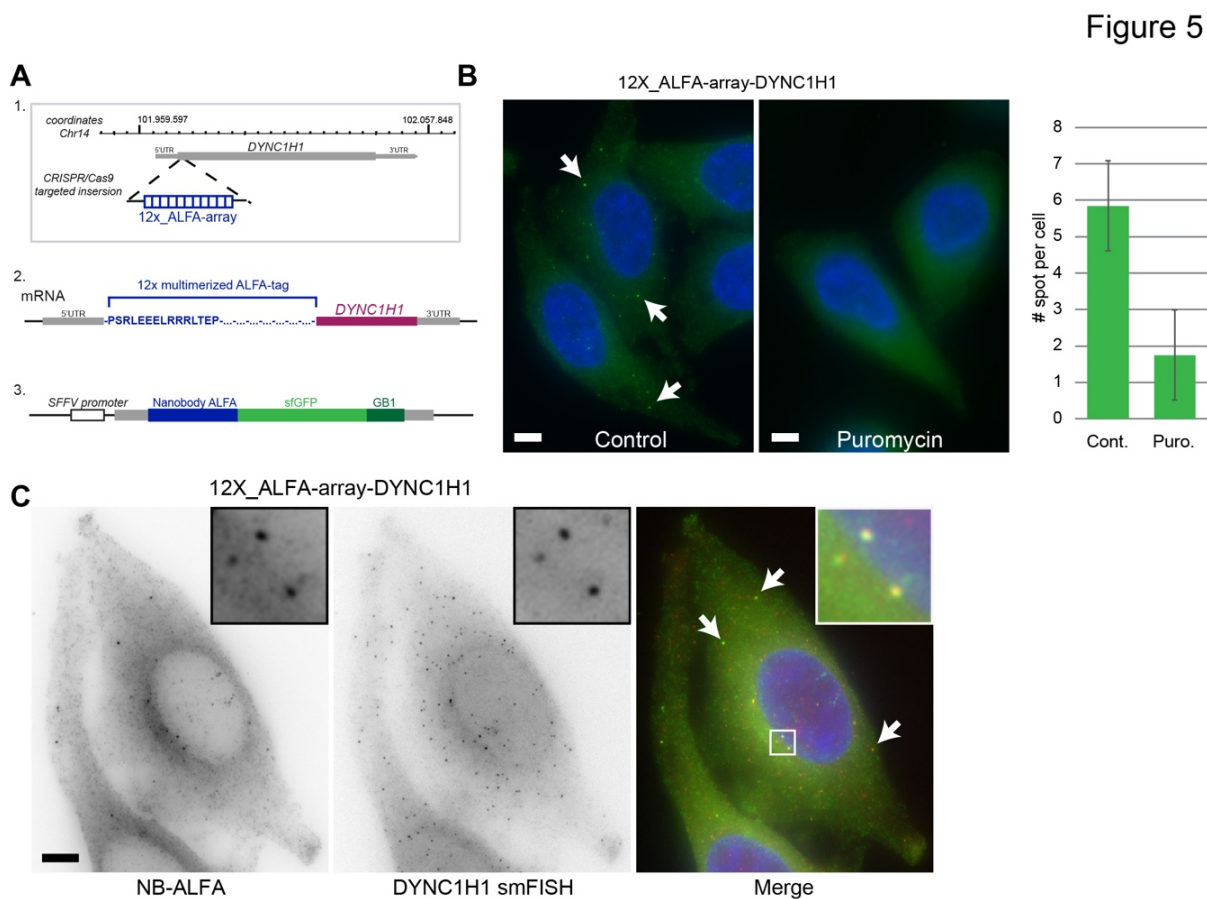 Figure 5
A
1.
coordinates
Chr14
101.959.597
102.057.848
5'UTR
DYNC1H1
3'UTR
CRISPR/Cas9
targeted insersion
12x_ALFA-array
2.
mRNA
12x multimerized ALFA-tag
5'UTR
-PSRLEEELRRRLTEP-...-...-...-...-...-...-
DYNC1H1
3'UTR
3.
SFFV promoter
Nanobody ALFA
sfGFP
GB1
B
12X_ALFA-array-DYNC1H1
Control
Puromycin
# spot per cell
8
7
6
5
4
3
2
1
0
Cont.
Puro.
C
12X_ALFA-array-DYNC1H1
NB-ALFA
DYNC1H1 smFISH
Merge